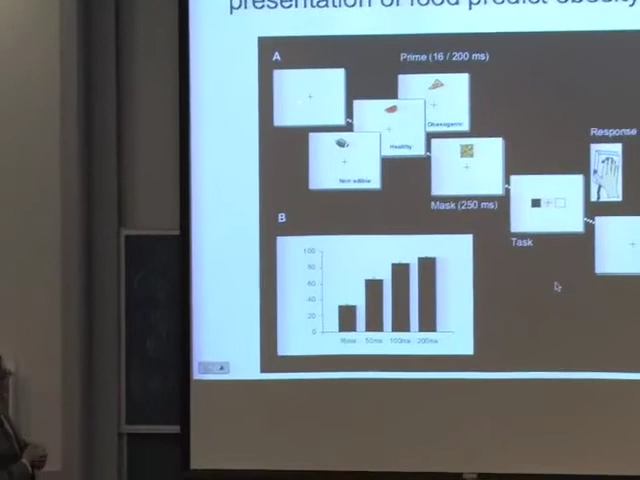 presentation of food predict obesity
A
Prime (16 / 200 ms)
Obesogenic
Healthy
Non edible
Response
Mask (250 ms)
Task
B
100
80
60
40
20
0
16ms 50ms 100ms 200ms